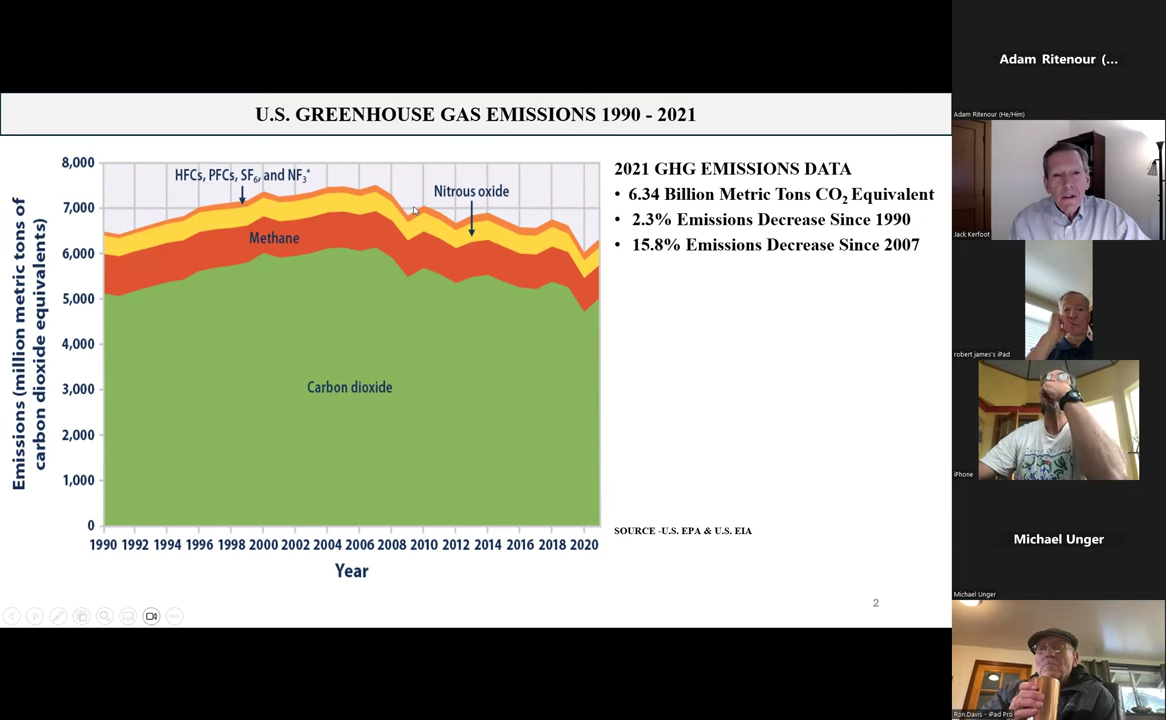 U.S. GREENHOUSE GAS EMISSIONS 1990 - 2021
8,000
7,000
6,000
5,000
4,000
3,000
2,000
1,000
0
Emissions (million metric tons of
carbon dioxide equivalents)
HFCs, PFCs, SF6, and NF3*
Nitrous oxide
Methane
Carbon dioxide
1990 1992 1994 1996 1998 2000 2002 2004 2006 2008 2010 2012 2014 2016 2018 2020
Year
2021 GHG EMISSIONS DATA
• 6.34 Billion Metric Tons CO2 Equivalent
• 2.3% Emissions Decrease Since 1990
• 15.8% Emissions Decrease Since 2007
SOURCE -U.S. EPA & U.S. EIA
2
Adam Ritenour (...
Adam Ritenour (He/Him)
Jack Kerfoot
robert james's iPad
iPhone
Michael Unger
Michael Unger
Ron Davis - iPad Pro